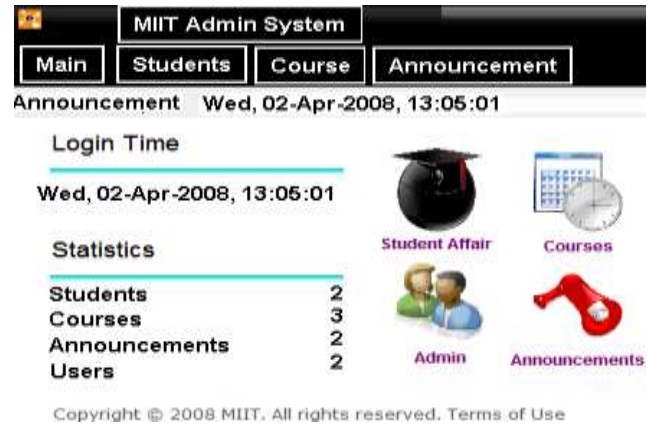 MIIT Admin System
Main Students Course Announcement
Announcement Wed, 02-Apr-2008, 13:05:01
Login Time
Wed, 02-Apr-2008, 13:05:01
Statistics
Students 2
Courses 3
Announcements 2
Users 2
Student Affair Courses
Admin Announcements
Copyright © 2008 MIIT. All rights reserved. Terms of Use